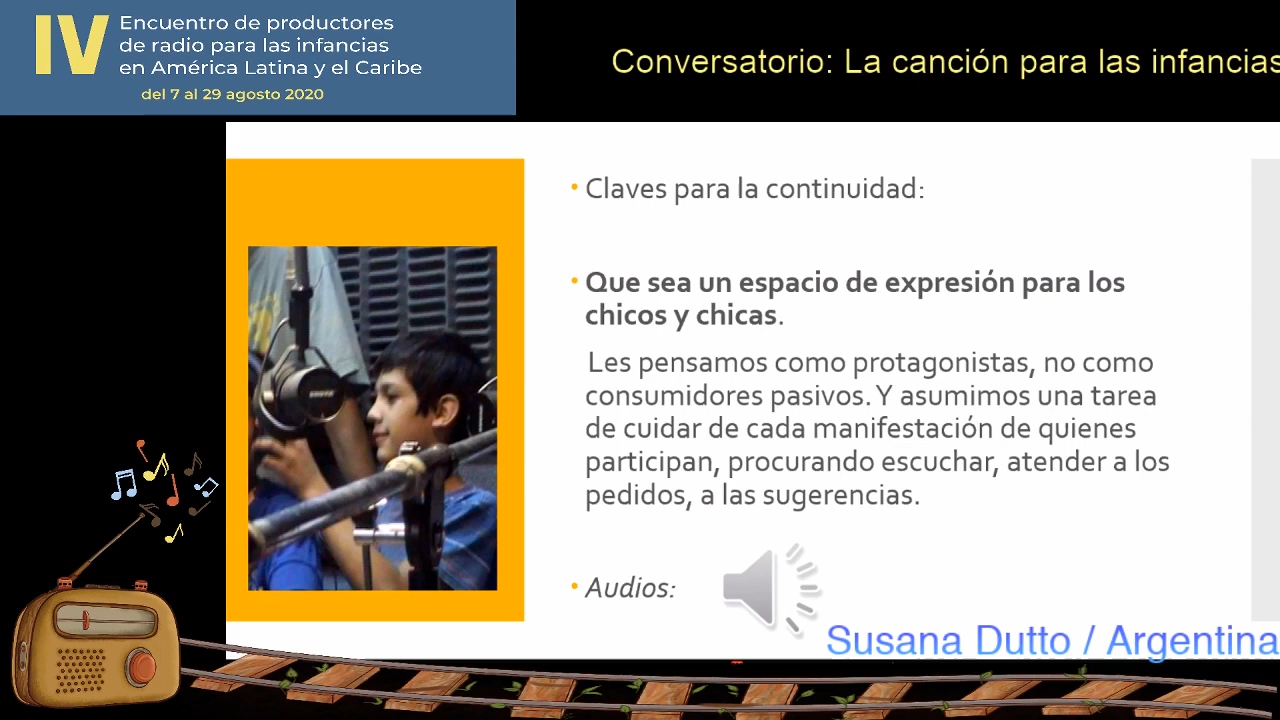 IV
Encuentro de productores
de radio para las infancias
en América Latina y el Caribe
del 7 al 29 agosto 2020
Conversatorio: La canción para las infancias
• Claves para la continuidad:
• Que sea un espacio de expresión para los
chicos y chicas.
Les pensamos como protagonistas, no como
consumidores pasivos. Y asumimos una tarea
de cuidar de cada manifestación de quienes
participan, procurando escuchar, atender a los
pedidos, a las sugerencias.
• Audios:
Susana Dutto / Argentina